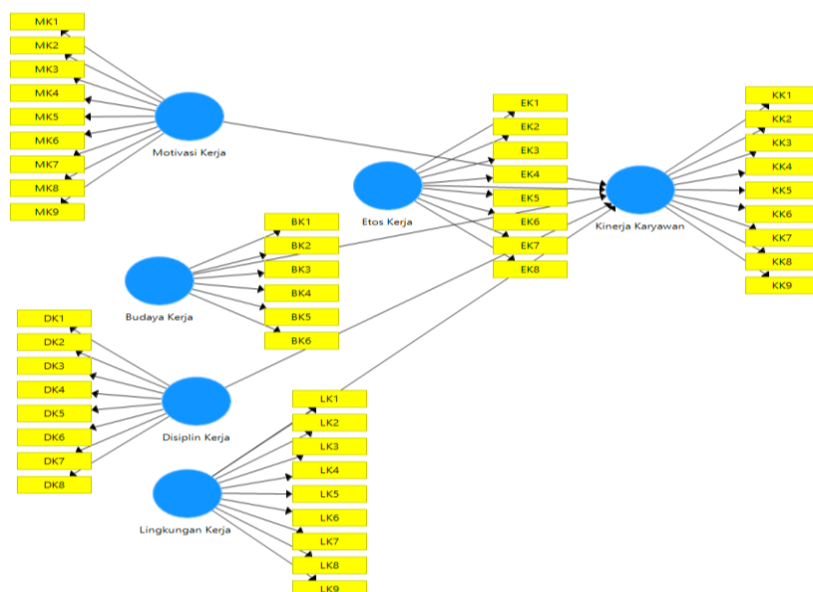 MK1
MK2
MK3
MK4
MK5
MK6
MK7
MK8
MK9
Motivasi Kerja
EK1
EK2
EK3
EK4
EK5
EK6
EK7
EK8
Etos Kerja
KK1
KK2
KK3
KK4
KK5
KK6
KK7
KK8
KK9
Kinerja Karyawan
BK1
BK2
BK3
BK4
BK5
BK6
Budaya Kerja
DK1
DK2
DK3
DK4
DK5
DK6
DK7
DK8
Disiplin Kerja
LK1
LK2
LK3
LK4
LK5
LK6
LK7
LK8
LK9
Lingkungan Kerja